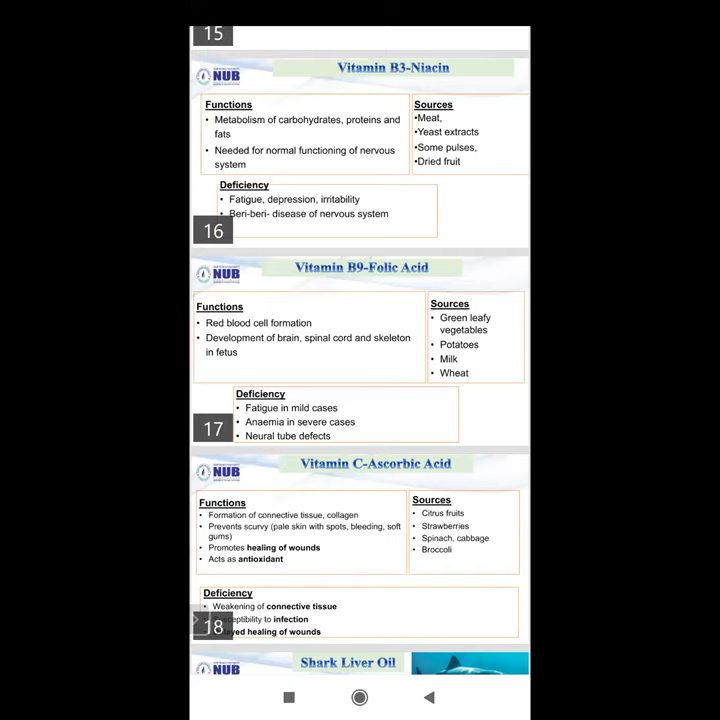 15
NUB
Vitamin B3-Niacin
Functions
• Metabolism of carbohydrates, proteins and
fats
• Needed for normal functioning of nervous
system
Sources
•Meat,
•Yeast extracts
•Some pulses,
•Dried fruit
Deficiency
• Fatigue, depression, irritability
• Beri-beri- disease of nervous system
16
NUB
Vitamin B9-Folic Acid
Functions
• Red blood cell formation
• Development of brain, spinal cord and skeleton
in fetus
Sources
• Green leafy
vegetables
• Potatoes
• Milk
• Wheat
Deficiency
• Fatigue in mild cases
• Anaemia in severe cases
• Neural tube defects
17
NUB
Vitamin C-Ascorbic Acid
Functions
• Formation of connective tissue, collagen
• Prevents scurvy (pale skin with spots, bleeding, soft
gums)
• Promotes healing of wounds
• Acts as antioxidant
Sources
• Citrus fruits
• Strawberries
• Spinach, cabbage
• Broccoli
Deficiency
• Weakening of connective tissue
to infection
healing of wounds
18
NUB
Shark Liver Oil